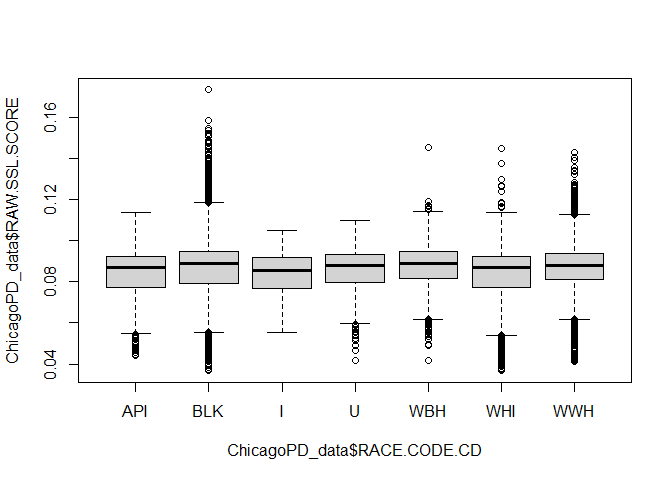 ChicagoPD_data$RAW.SSL.SCORE
0.16
0.12
0.08
0.04
API BLK I U WBH WHI WWH
ChicagoPD_data$RACE.CODE.CD